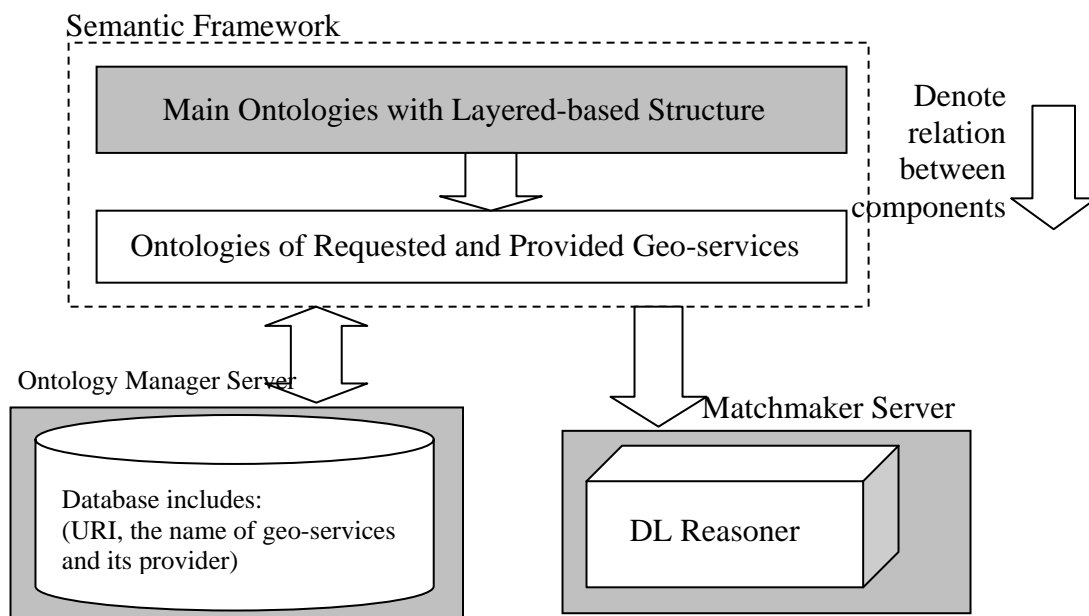 Semantic Framework
Main Ontologies with Layered-based Structure
Denote
relation
between
components
Ontologies of Requested and Provided Geo-services
Ontology Manager Server
Matchmaker Server
Database includes:
(URI, the name of geo-services
and its provider)
DL Reasoner